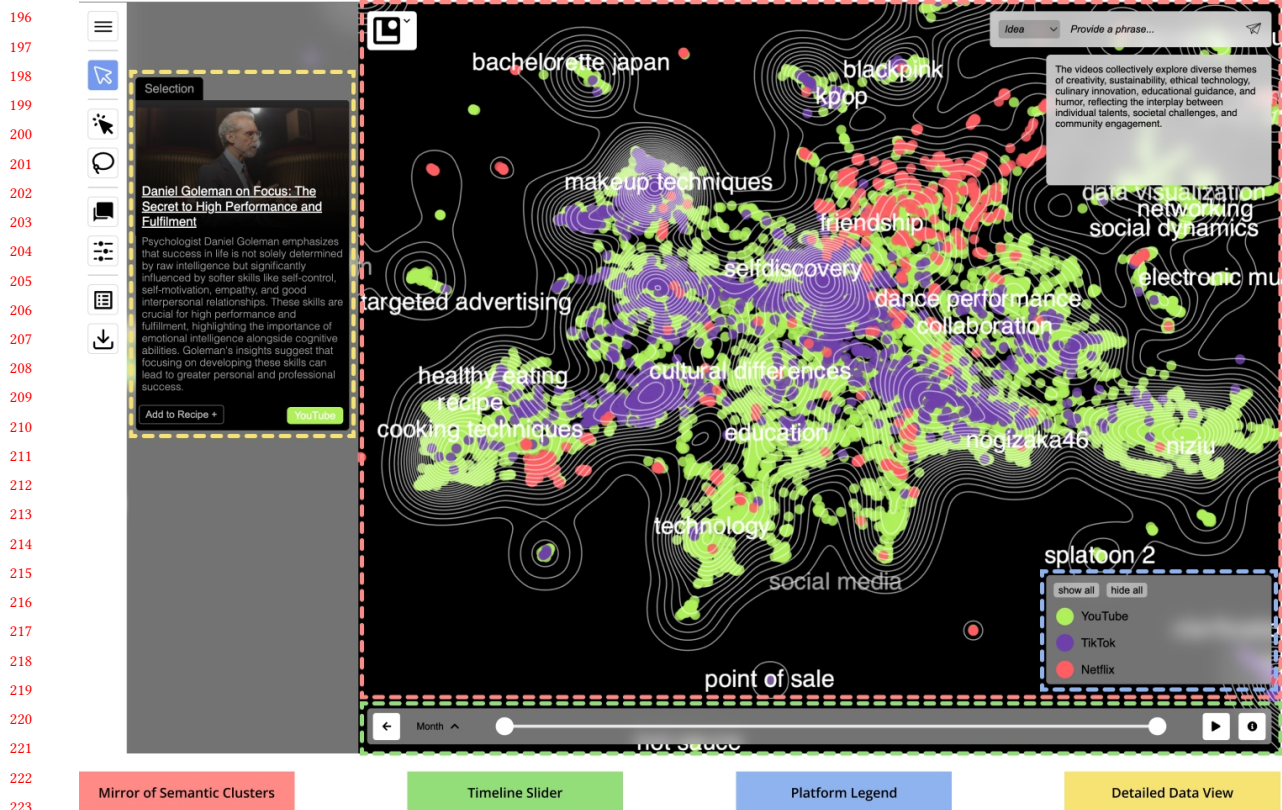 196
197
198
199
200
201
202
203
204
205
206
207
208
209
210
211
212
213
214
215
216
217
218
219
220
221
222
223
Selection
Daniel Goleman on Focus: The
Secret to High Performance and
Fulfilment
Psychologist Daniel Goleman emphasizes
that success in life is not solely determined
by raw intelligence but significantly
influenced by softer skills like self-control,
self-motivation, empathy, and good
interpersonal relationships. These skills are
crucial for high performance and
fulfillment, highlighting the importance of
emotional intelligence alongside cognitive
abilities. Goleman's insights suggest that
focusing on developing these skills can
lead to greater personal and professional
success.
Add to Recipe +
YouTube
Idea
Provide a phrase...
The videos collectively explore diverse themes
of creativity, sustainability, ethical technology,
culinary innovation, educational guidance, and
humor, reflecting the interplay between
individual talents, societal challenges, and
community engagement.
bachelorette japan
blackpink
kpop
makeup techniques
data visualization
networking
friendship
social dynamics
selfdiscovery
electronic mu
targeted advertising
dance performance
collaboration
healthy eating
cultural differences
recipe
cooking techniques
education
nogizaka46
niziu
technology
splatoon 2
social media
point of sale
show all
hide all
YouTube
TikTok
Netflix
Month
hot sauce
Mirror of Semantic Clusters
Timeline Slider
Platform Legend
Detailed Data View